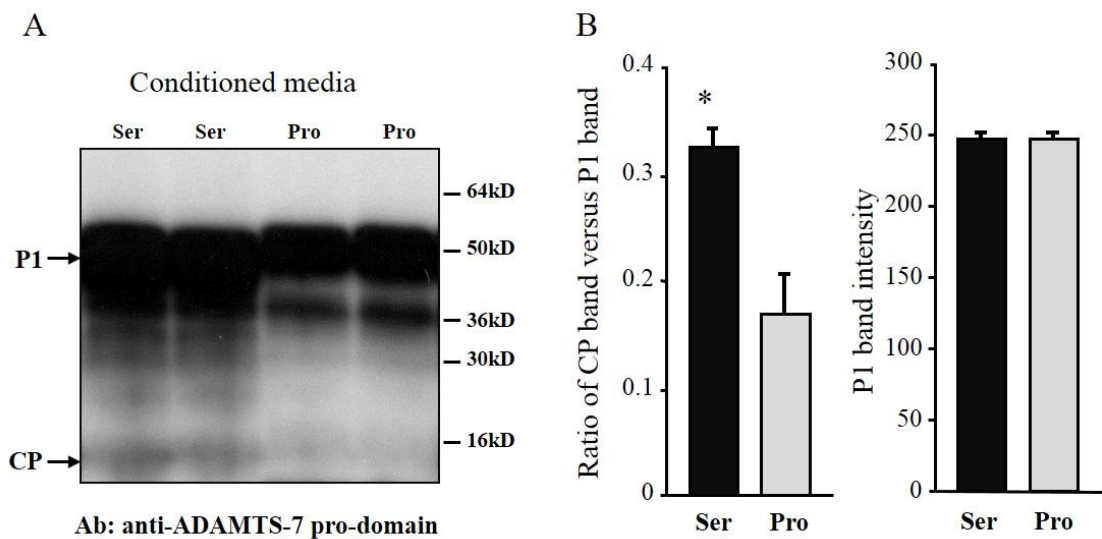 A
Conditioned media
Ser Ser Pro Pro
64kD
P1
50kD
36kD
30kD
16kD
CP
Ab: anti-ADAMTS-7 pro-domain
B
Ratio of CP band versus P1 band
0.4
0.3
0.2
0.1
0
*
Ser Pro
P1 band intensity
300
250
200
150
100
50
0
Ser Pro